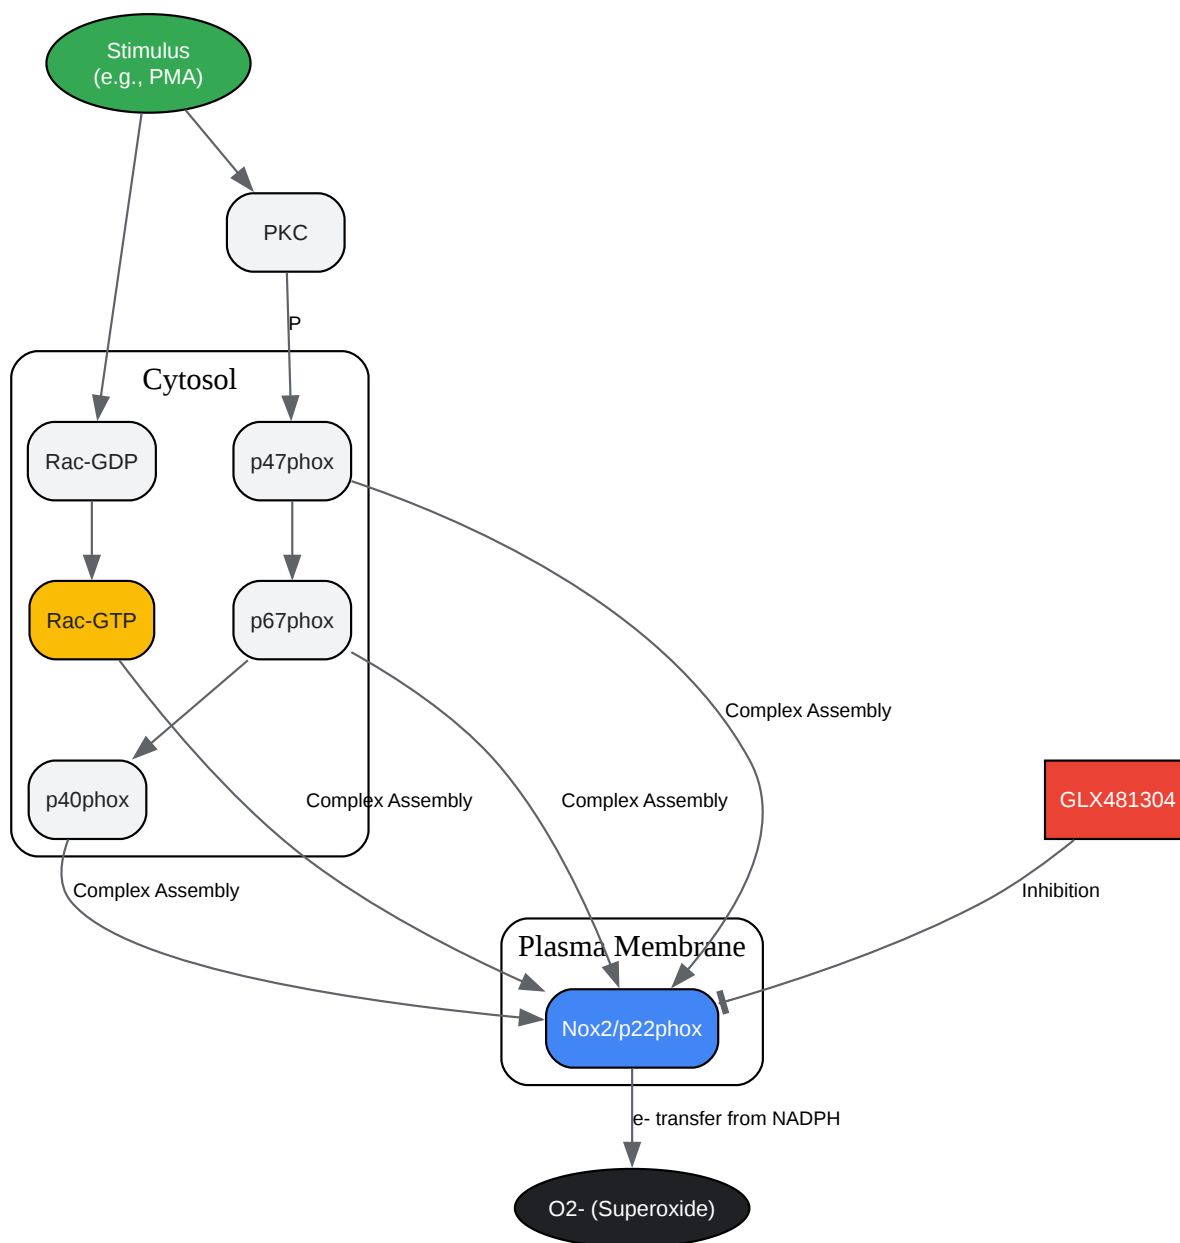 Stimulus
(e.g., PMA)
PKC
P
Cytosol
Rac-GDP
p47phox
Rac-GTP
p67phox
Complex Assembly
p40phox
Complex Assembly
Complex Assembly
GLX481304
Complex Assembly
Inhibition
Plasma Membrane
Nox2/p22phox
e- transfer from NADPH
O2- (Superoxide)